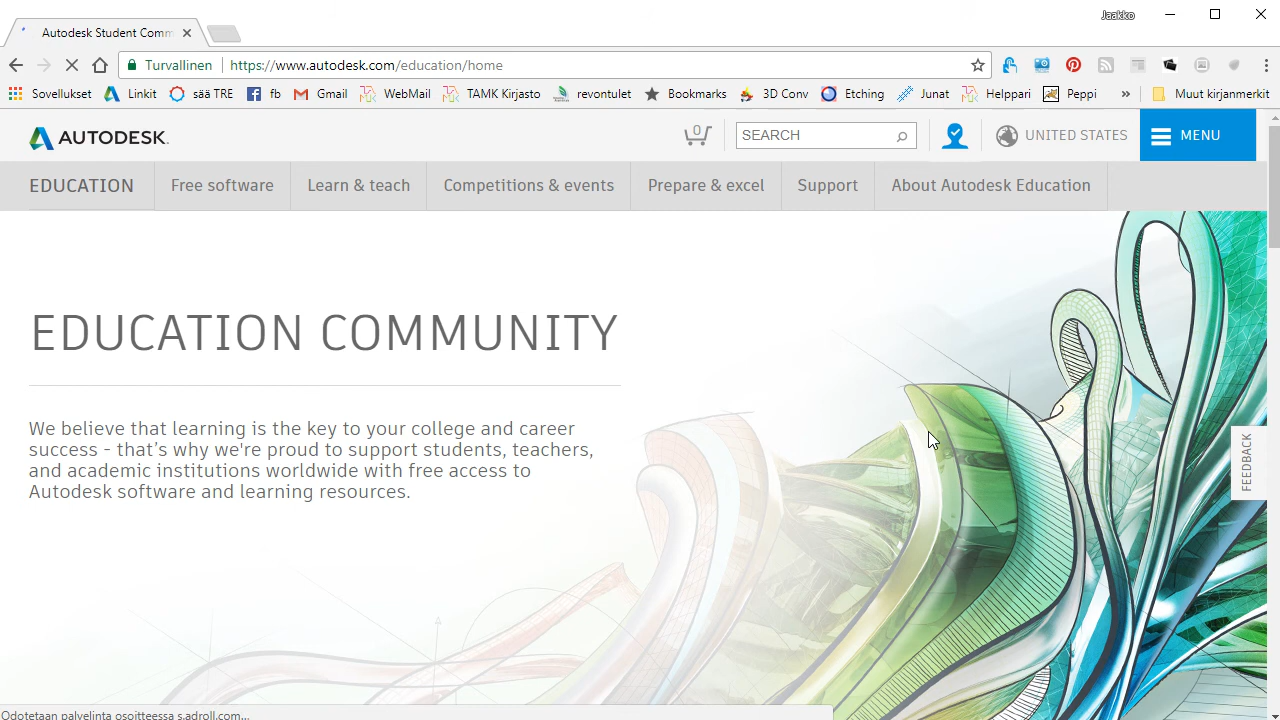 Jaakko
Autodesk Student Comm
Turvallinen https://www.autodesk.com/education/home
Sovellukset Linkit sää TRE fb Gmail WebMail TAMK Kirjasto revontulet Bookmarks 3D Conv Etching Junat Helppari Peppi » Muut kirjanmerkit
AUTODESK. 0 SEARCH UNITED STATES MENU
EDUCATION Free software Learn & teach Competitions & events Prepare & excel Support About Autodesk Education
EDUCATION COMMUNITY
We believe that learning is the key to your college and career
success - that’s why we're proud to support students, teachers,
and academic institutions worldwide with free access to
Autodesk software and learning resources.
FEEDBACK
Odotetaan palvelinta osoitteessa s.adroll.com...